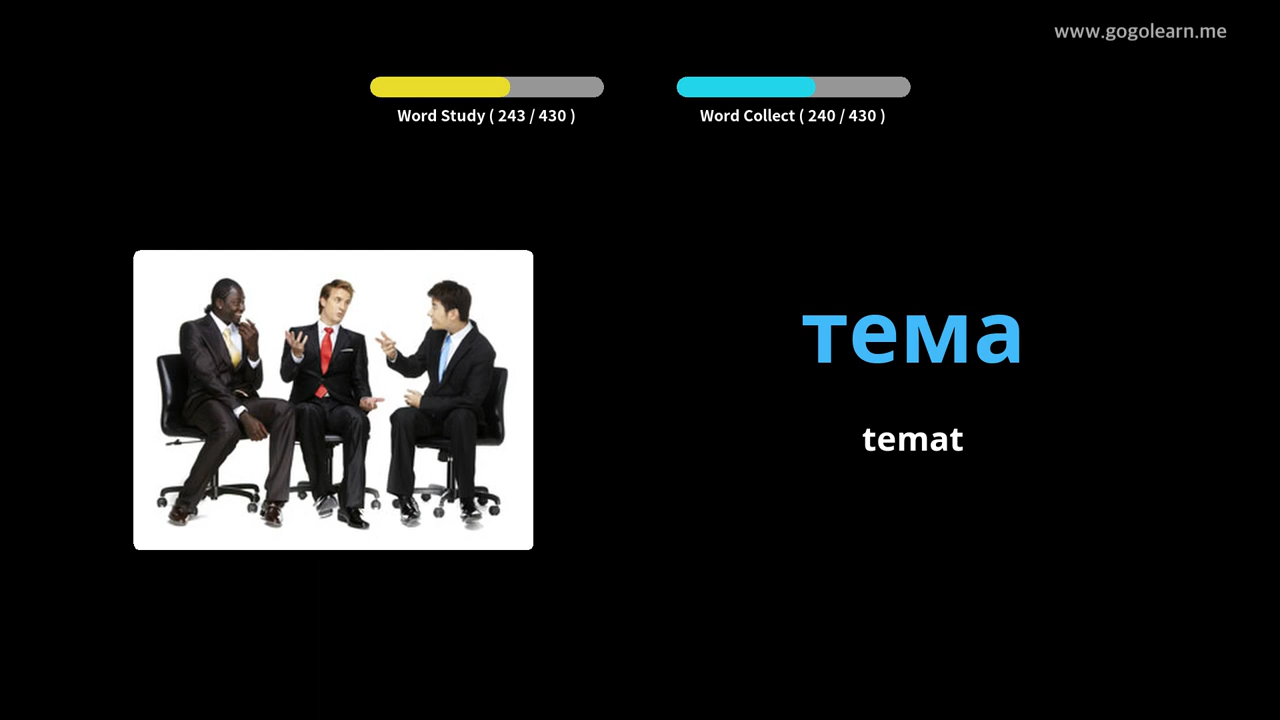 www.gogolearn.me
Word Study ( 243 / 430 )
Word Collect ( 240 / 430 )
тема
temat